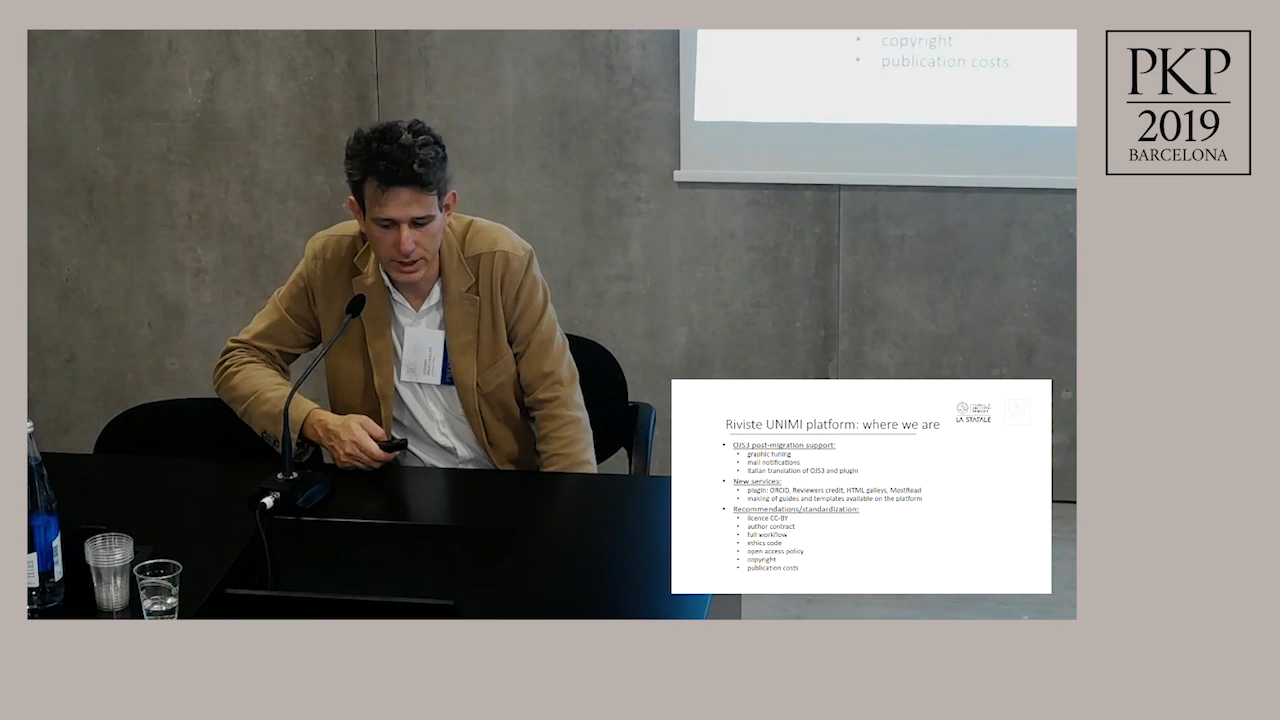 copyright
publication costs
PKP
2019
BARCELONA
Riviste UNIMI platform: where we are
LA STATALE
PKP
OJS3 post-migration support:
graphic tuning
mail notifications
Italian translation of OJS3 and plugin
New services:
plugin: ORCID, Reviewers credit, HTML galleys, MostRead
making of guides and templates available on the platform
Recommendations/standardization:
licence CC-BY
author contract
full workflow
ethics code
open access policy
copyright
publication costs